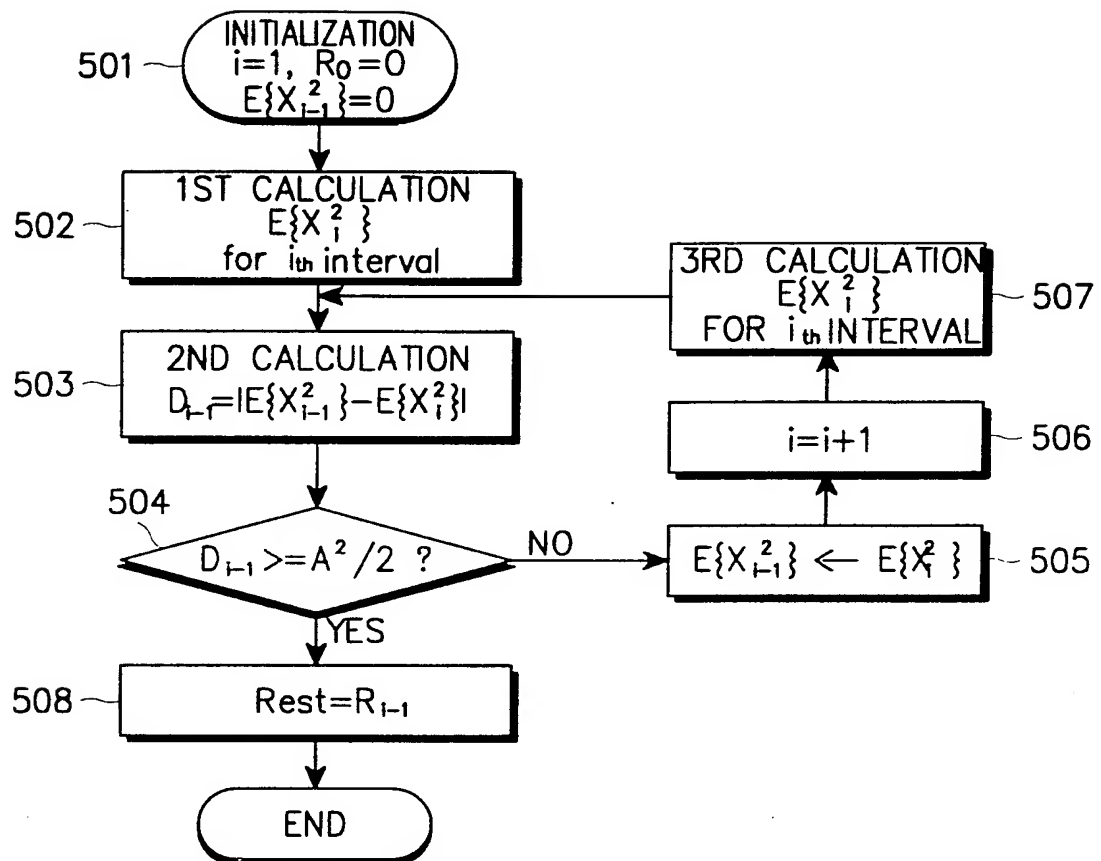 501
INITIALIZATION
i=1, R₀=0
E{X²ᵢ₋₁}=0
502
1ST CALCULATION
E{X²ᵢ}
for iₜₕ interval
503
2ND CALCULATION
Dᵢ₋₁=|E{X²ᵢ₋₁}−E{X²ᵢ}|
504
Dᵢ₋₁ >=A²/2 ?
NO
YES
505
E{X²ᵢ₋₁} ← E{X²ᵢ}
506
i=i+1
507
3RD CALCULATION
E{X²ᵢ}
FOR iₜₕ INTERVAL
508
Rest=Rᵢ₋₁
END